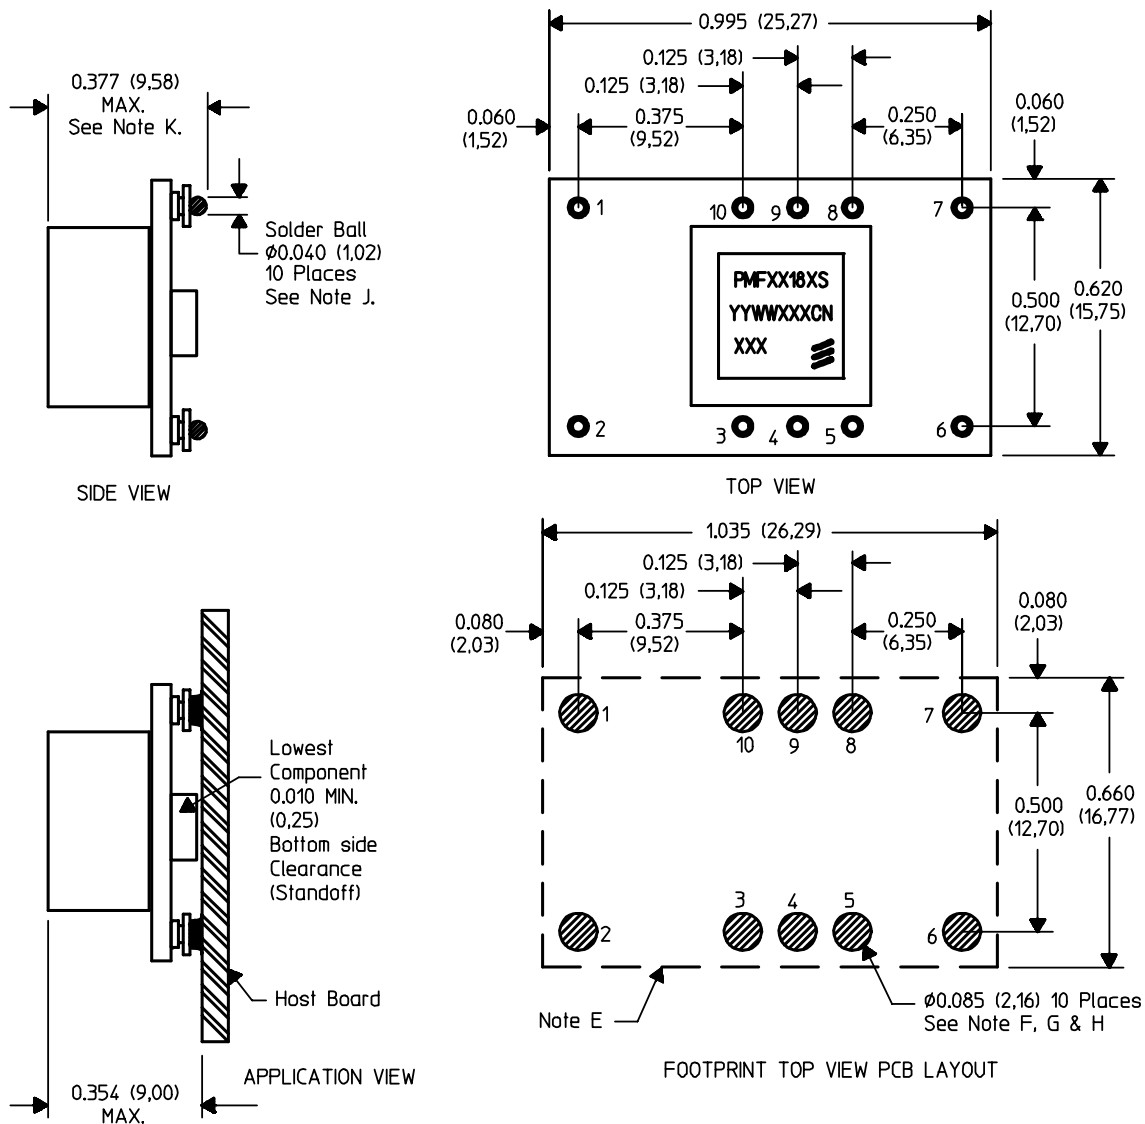 0.377 (9,58)
MAX.
See Note K.
Solder Ball
ø0.040 (1,02)
10 Places
See Note J.
SIDE VIEW
0.995 (25,27)
0.125 (3,18)
0.125 (3,18)
0.060
(1,52)
0.375
(9,52)
0.250
(6,35)
0.060
(1,52)
1
10
9
8
7
PMFXX18XS
YYWWXXXCN
XXX
0.500
(12,70)
0.620
(15,75)
2
3
4
5
6
TOP VIEW
Lowest
Component
0.010 MIN.
(0,25)
Bottom side
Clearance
(Standoff)
Host Board
0.354 (9,00)
MAX.
APPLICATION VIEW
1.035 (26,29)
0.125 (3,18)
0.125 (3,18)
0.080
(2,03)
0.375
(9,52)
0.250
(6,35)
0.080
(2,03)
1
10
9
8
7
0.500
(12,70)
0.660
(16,77)
2
3
4
5
6
Note E
ø0.085 (2,16) 10 Places
See Note F, G & H
FOOTPRINT TOP VIEW PCB LAYOUT